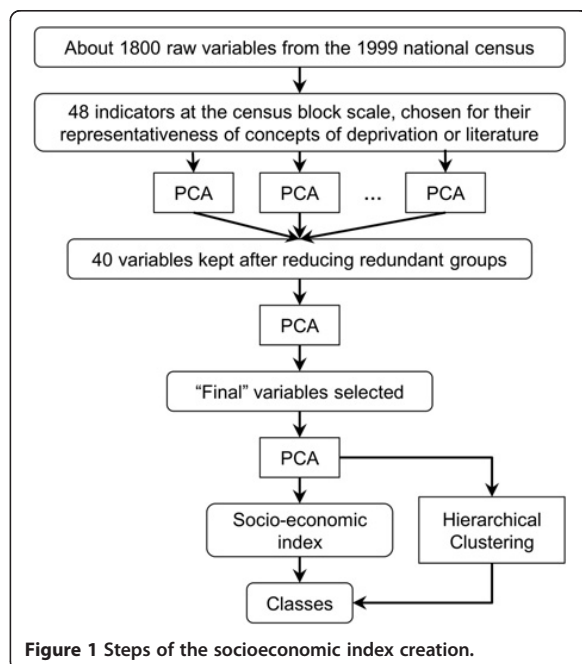 About 1800 raw variables from the 1999 national census
48 indicators at the census block scale, chosen for their
representativeness of concepts of deprivation or literature
PCA PCA ... PCA
40 variables kept after reducing redundant groups
PCA
“Final” variables selected
PCA
Socio-economic
index
Hierarchical
Clustering
Classes
Figure 1 Steps of the socioeconomic index creation.